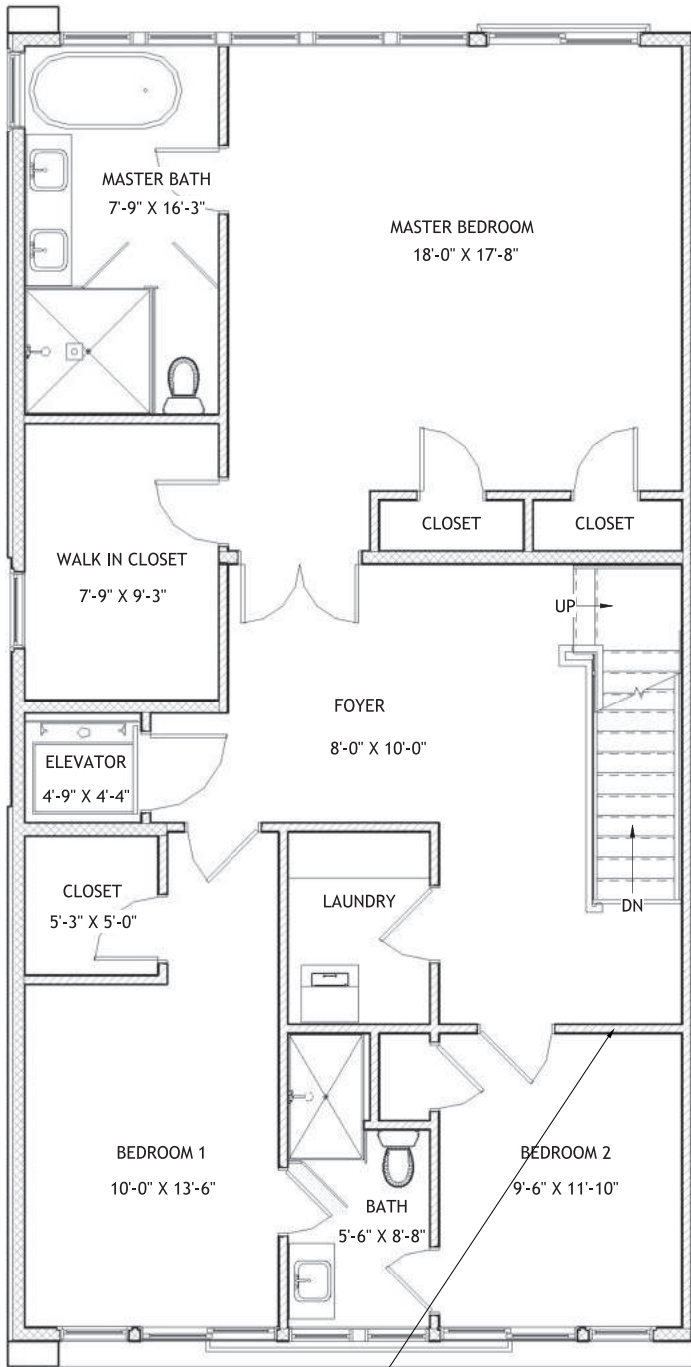 MASTER BATH
7'-9" X 16'-3"
MASTER BEDROOM
18'-0" X 17'-8"
CLOSET
CLOSET
WALK IN CLOSET
7'-9" X 9'-3"
UP
FOYER
8'-0" X 10'-0"
ELEVATOR
4'-9" X 4'-4"
CLOSET
5'-3" X 5'-0"
LAUNDRY
DN
BEDROOM 1
10'-0" X 13'-6"
BEDROOM 2
9'-6" X 11'-10"
BATH
5'-6" X 8'-8"